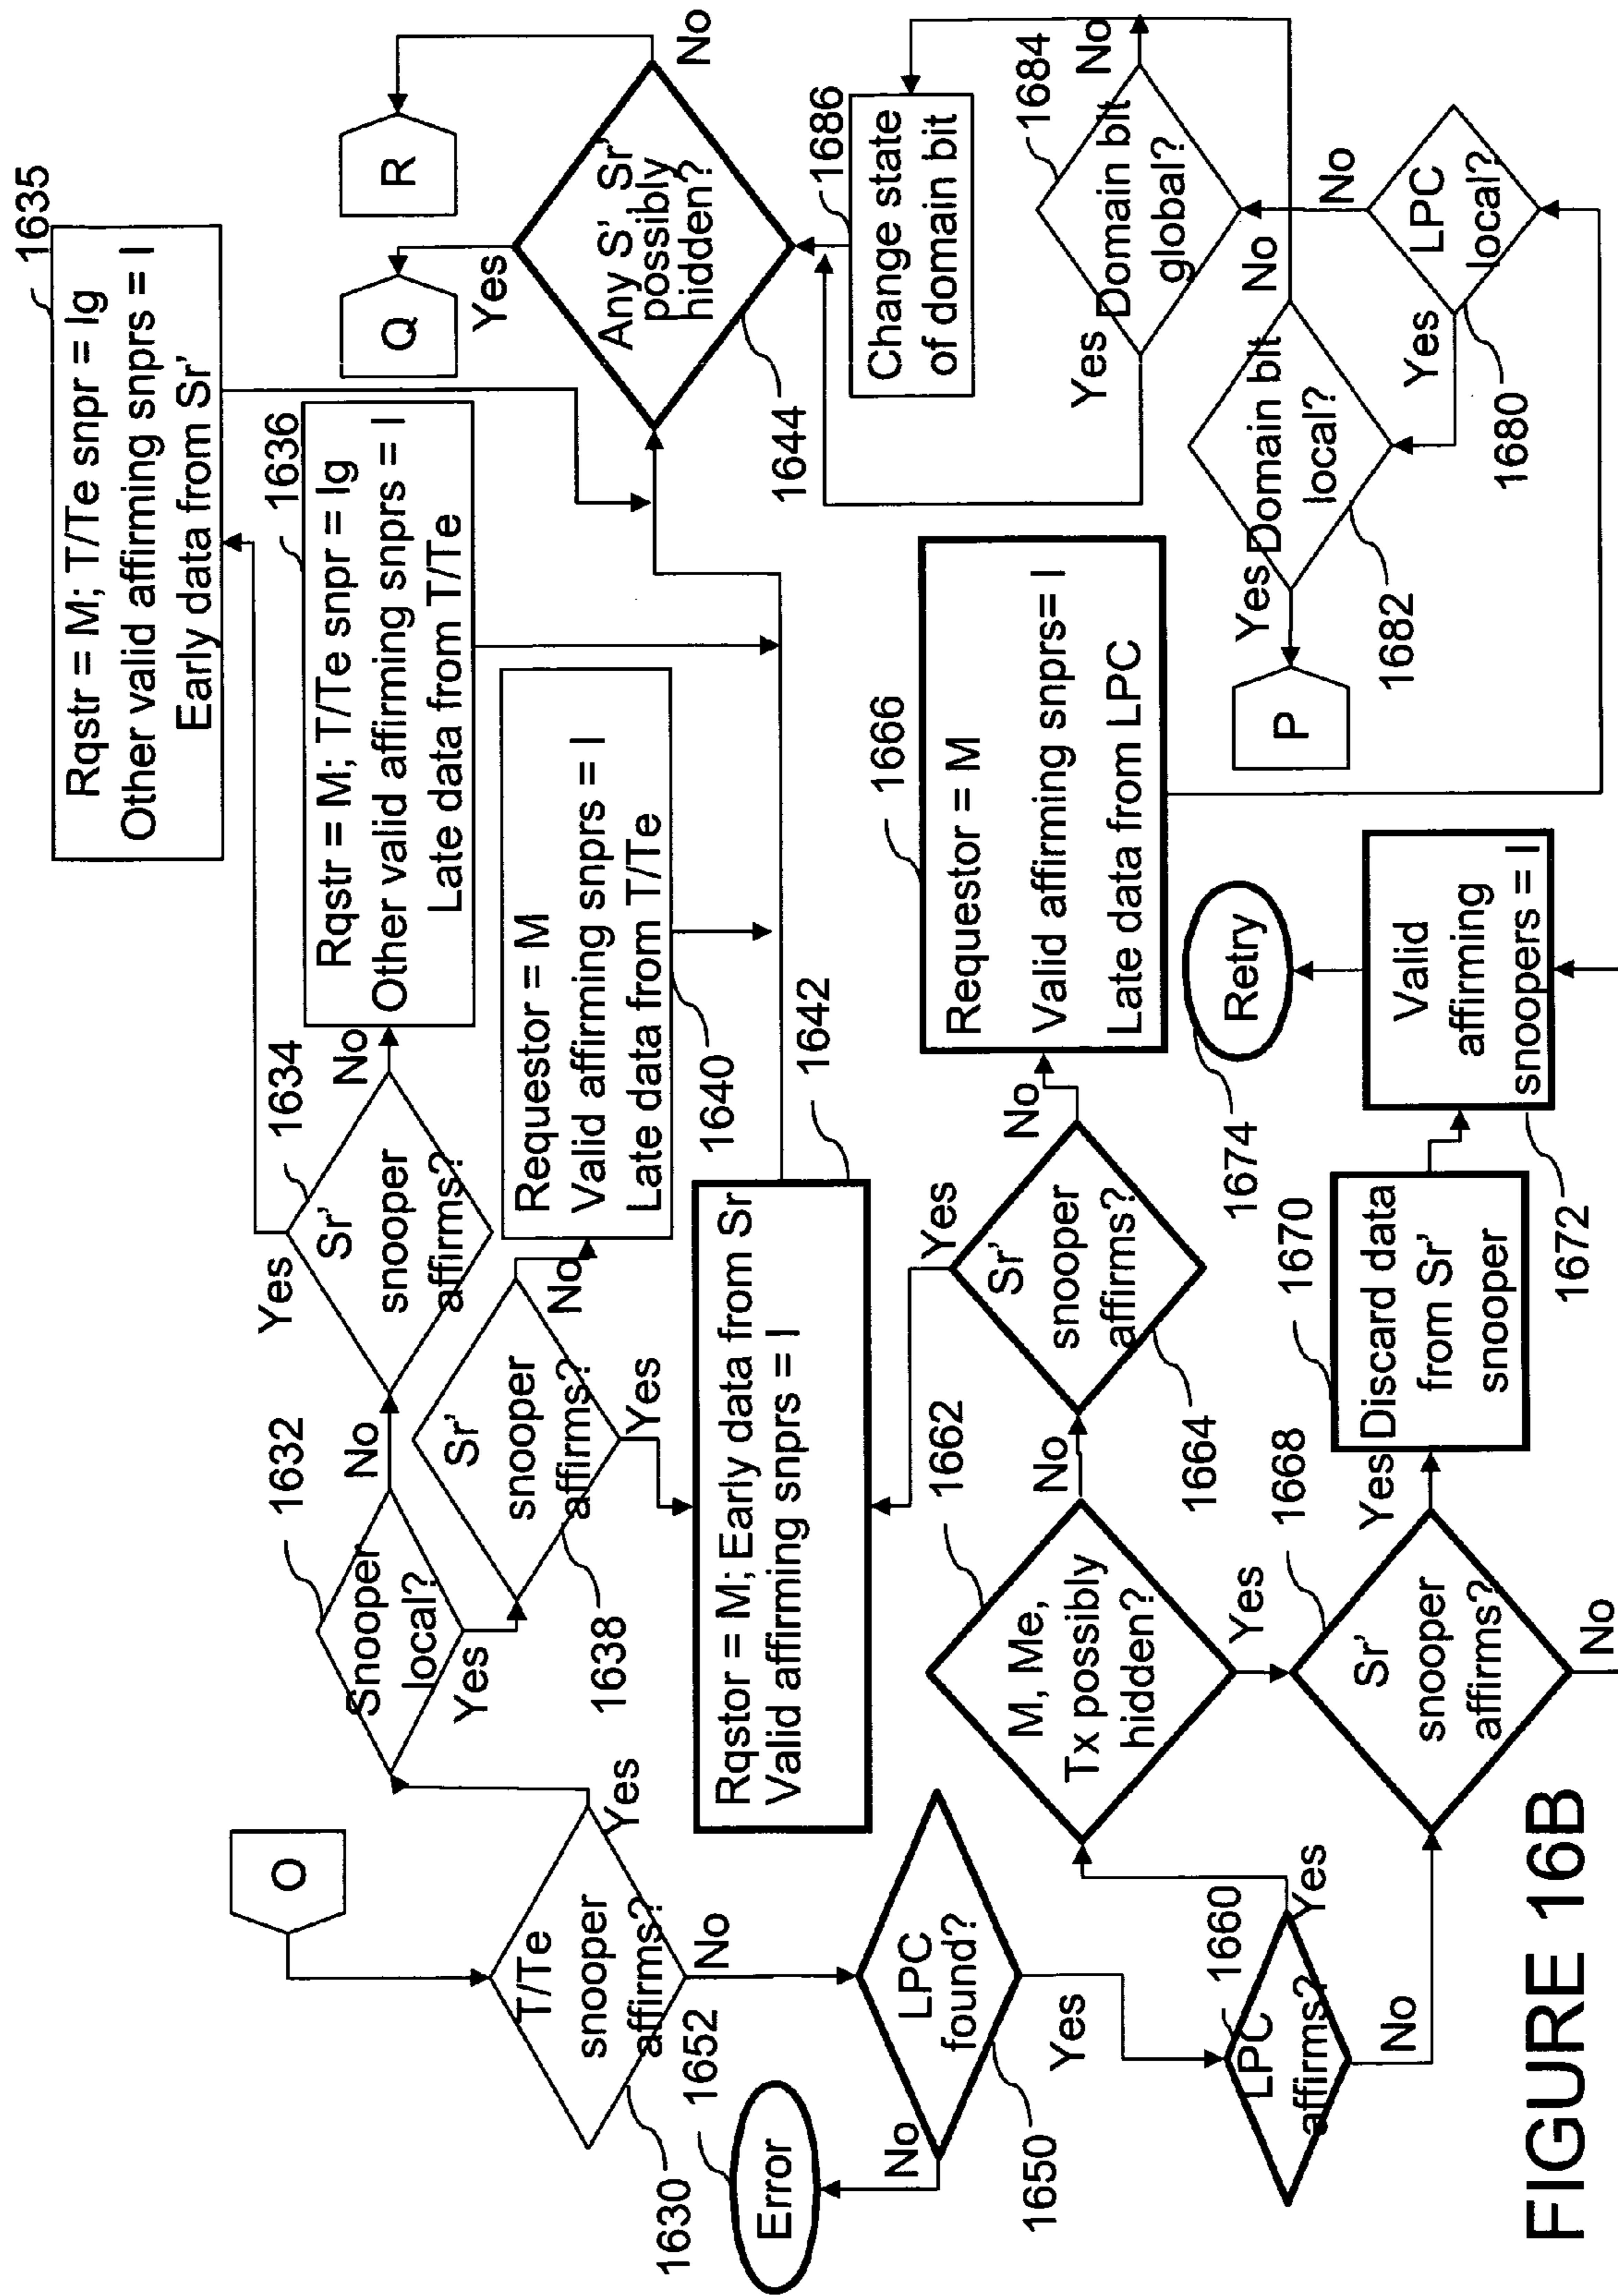 O
T/Te
snooper
affirms?
1630
Yes
No
Snooper
local?
1632
No
Yes
Sr'
snooper
affirms?
1634
Yes
No
Rqstr = M; T/Te snpr = Ig
Other valid affirming snprs = I
Early data from Sr'
1635
Rqstr = M; T/Te snpr = Ig
Other valid affirming snprs = I
Late data from T/Te
1636
Sr'
snooper
affirms?
1638
No
Yes
Requestor = M
Valid affirming snprs = I
Late data from T/Te
1640
Rqstor = M; Early data from Sr'
Valid affirming snprs = I
1642
Any S' Sr'
possibly
hidden?
1644
Yes
No
Q
R
Error
1652
LPC
found?
1650
No
Yes
LPC
affirms?
1660
Yes
No
M, Me,
Tx possibly
hidden?
1662
No
Yes
Sr'
snooper
affirms?
1664
Yes
No
Requestor = M
Valid affirming snprs= I
Late data from LPC
1666
Sr'
snooper
affirms?
1668
Yes
No
Discard data
from Sr'
snooper
1670
Valid
affirming
snoopers = I
1672
Retry
1674
LPC
local?
1680
Yes
No
Domain bit
local?
1682
Yes
No
P
Domain bit
global?
1684
Yes
No
Change state
of domain bit
1686
FIGURE 16B